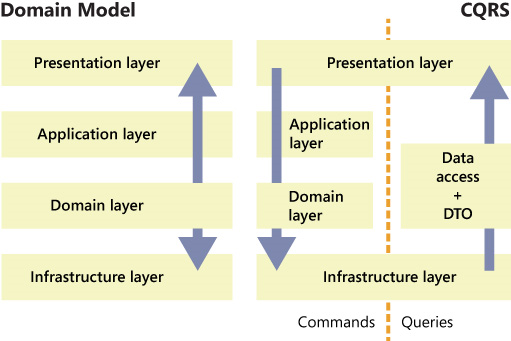 Domain Model
CQRS
Presentation layer
Presentation layer
Application layer
Application
layer
Data
access
+
DTO
Domain layer
Domain
layer
Infrastructure layer
Infrastructure layer
Commands
Queries